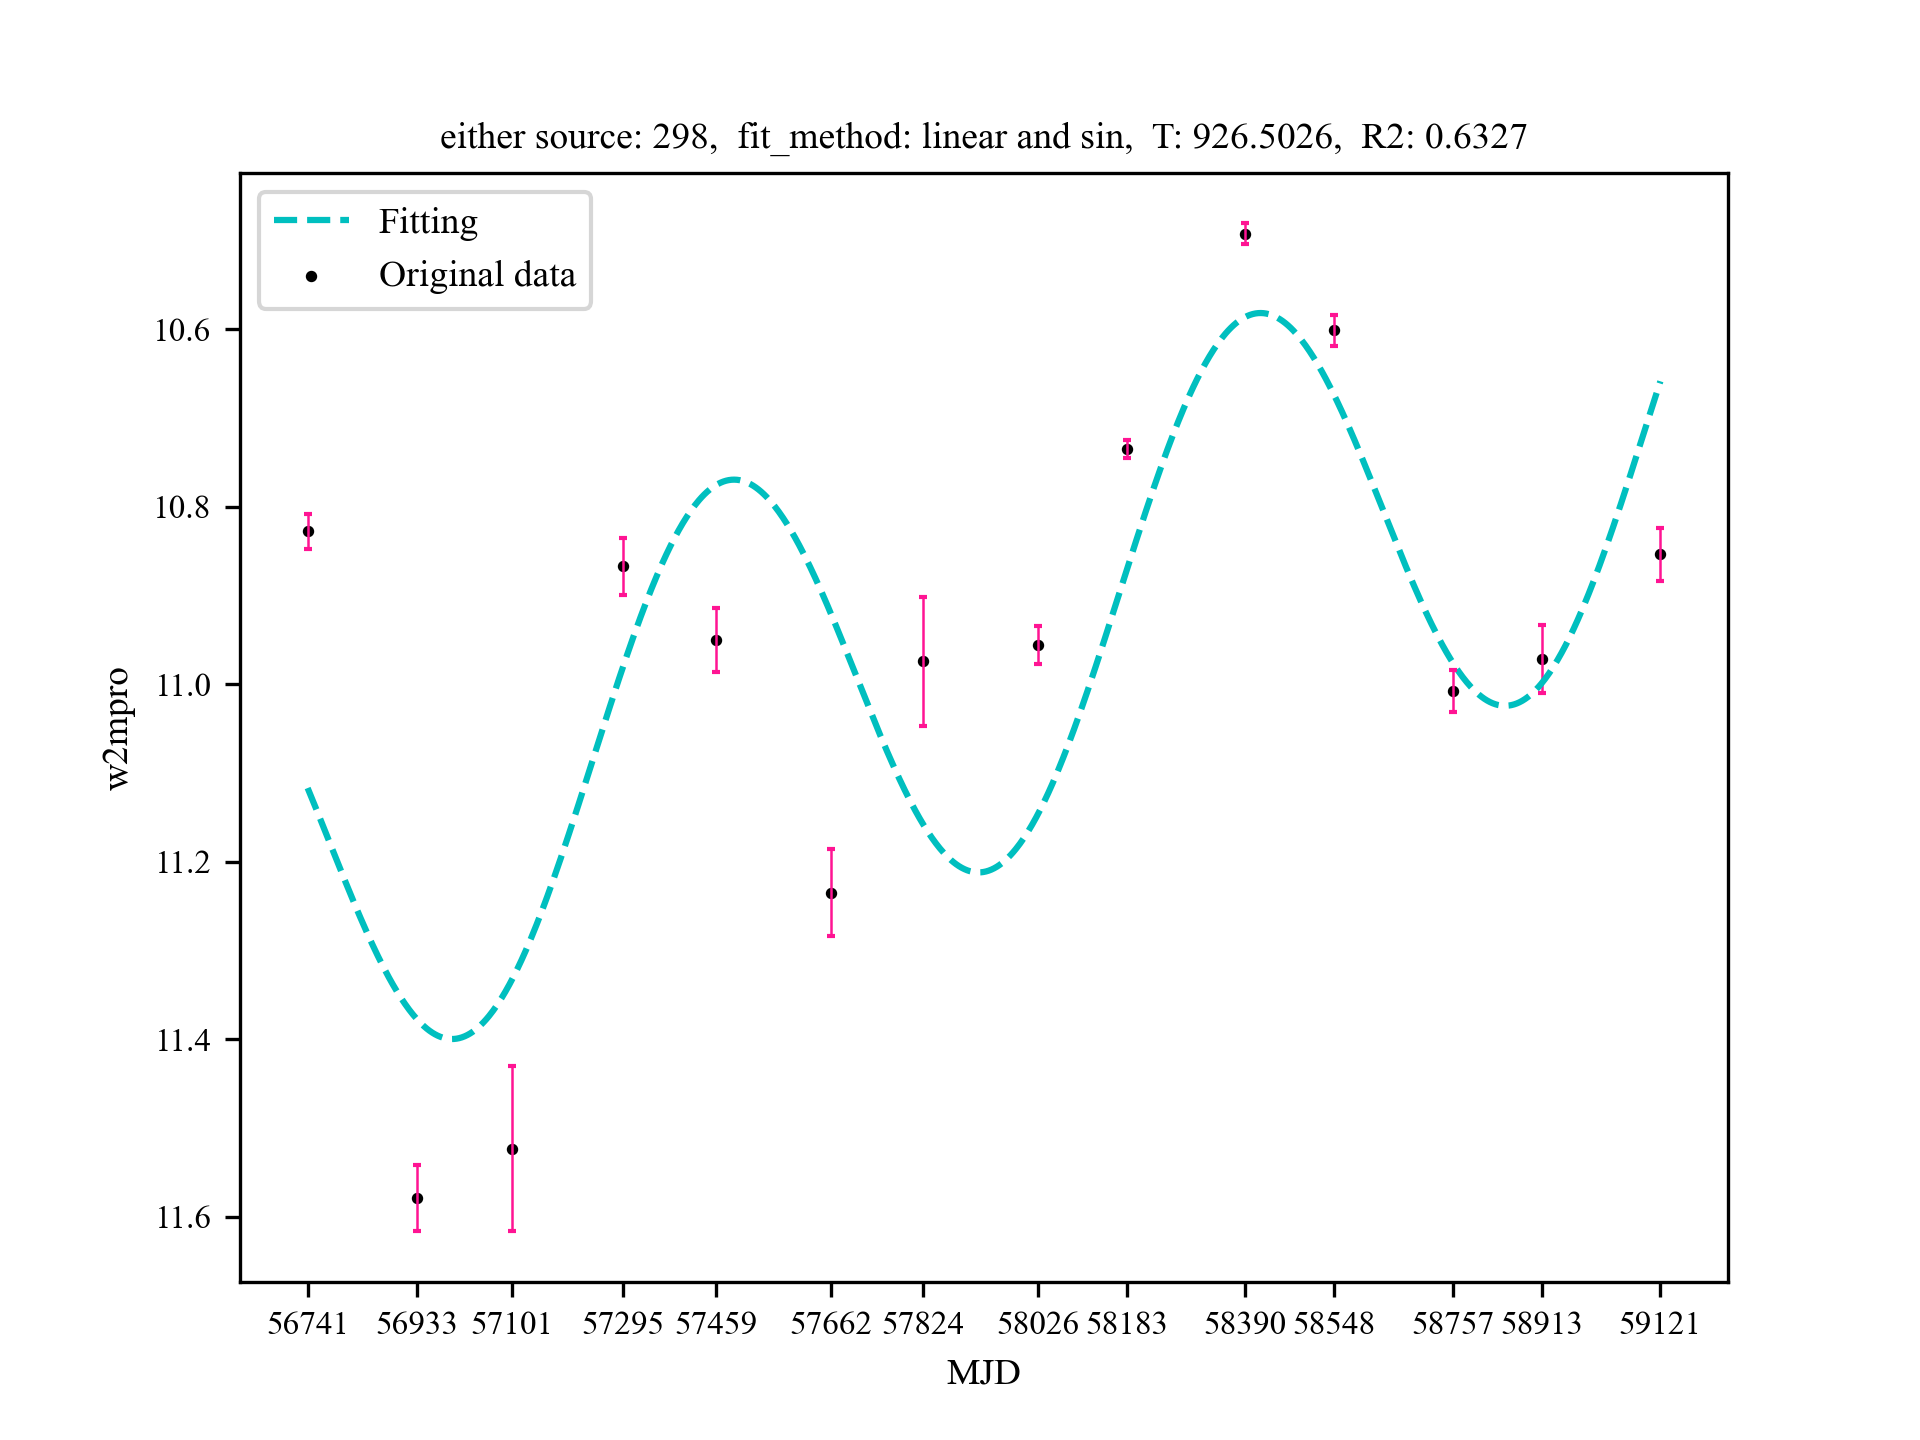 either source: 298,  fit_method: linear and sin,  T: 926.5026,  R2: 0.6327
Fitting
Original data
10.6
10.8
11.0
11.2
11.4
11.6
w2mpro
56741 56933 57101 57295 57459 57662 57824 58026 58183 58390 58548 58757 58913 59121
MJD